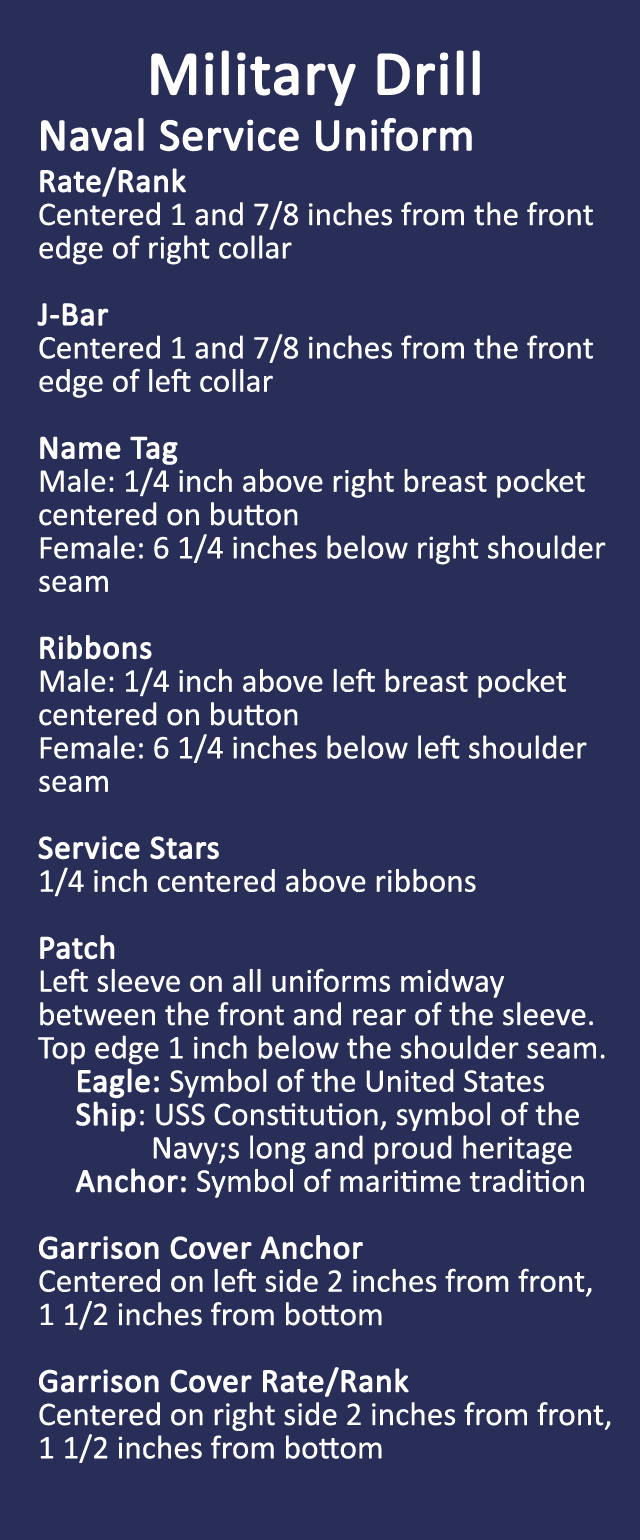 Military Drill
Naval Service Uniform
Rate/Rank
Centered 1 and 7/8 inches from the front
edge of right collar
J-Bar
Centered 1 and 7/8 inches from the front
edge of left collar
Name Tag
Male: 1/4 inch above right breast pocket
centered on button
Female: 6 1/4 inches below right shoulder
seam
Ribbons
Male: 1/4 inch above left breast pocket
centered on button
Female: 6 1/4 inches below left shoulder
seam
Service Stars
1/4 inch centered above ribbons
Patch
Left sleeve on all uniforms midway
between the front and rear of the sleeve.
Top edge 1 inch below the shoulder seam.
Eagle: Symbol of the United States
Ship: USS Constitution, symbol of the
Navy;s long and proud heritage
Anchor: Symbol of maritime tradition
Garrison Cover Anchor
Centered on left side 2 inches from front,
1 1/2 inches from bottom
Garrison Cover Rate/Rank
Centered on right side 2 inches from front,
1 1/2 inches from bottom